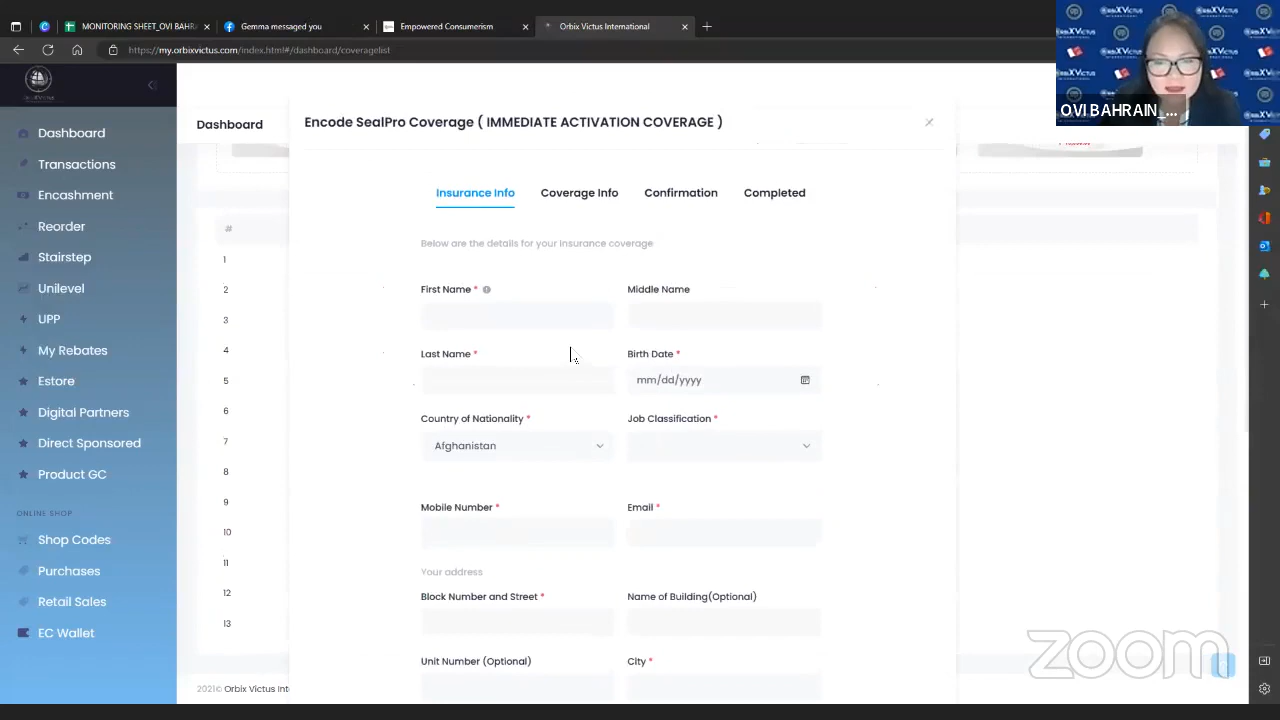 MONITORING SHEET_OVI BAHR
Gemma messaged you
Empowered Consumerism
Orbix Victus International
https://my.orbixvictus.com/index.html#/dashboard/coveragelist
OVI BAHRAIN_...
ORBIX VICTUS
Dashboard
Encode SealPro Coverage ( IMMEDIATE ACTIVATION COVERAGE )
Dashboard
Transfers
Reorder
Stairstep
Unilevel
UPP
My Rebates
Estore
Digital Partners
Direct Sponsored
Product GC
ONLINE SHOP
Shop Codes
Purchases
Retail Sales
EC Wallet
#
1
2
3
4
5
6
7
8
9
10
11
12
13
Insurance Info
Coverage Info
Confirmation
Completed
Below are the details for your insurance coverage
First Name *
Middle Name
Last Name *
Birth Date *
mm/dd/yyyy
Country of Nationality *
Job Classification *
Afghanistan
Mobile Number *
Email *
Your address
Block Number and Street *
Name of Building(Optional)
Unit Number (Optional)
City *
2021© Orbix Victus Int
zoom